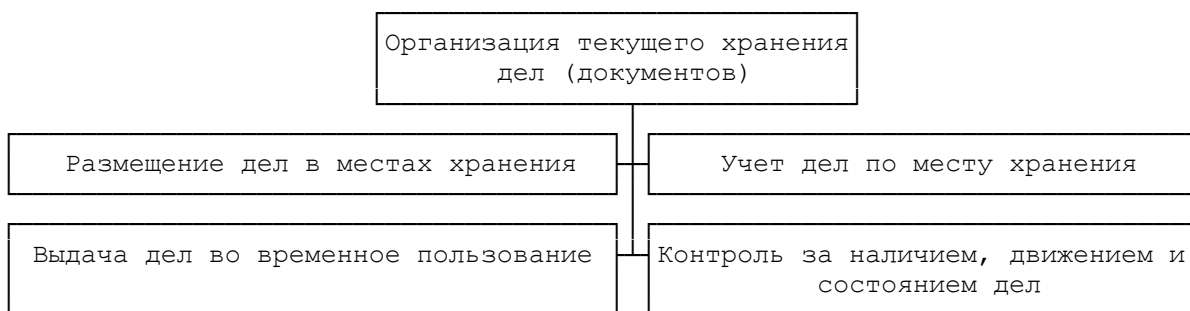 Организация текущего хранения
дел (документов)
Размещение дел в местах хранения
Учет дел по месту хранения
Выдача дел во временное пользование
Контроль за наличием, движением и
состоянием дел